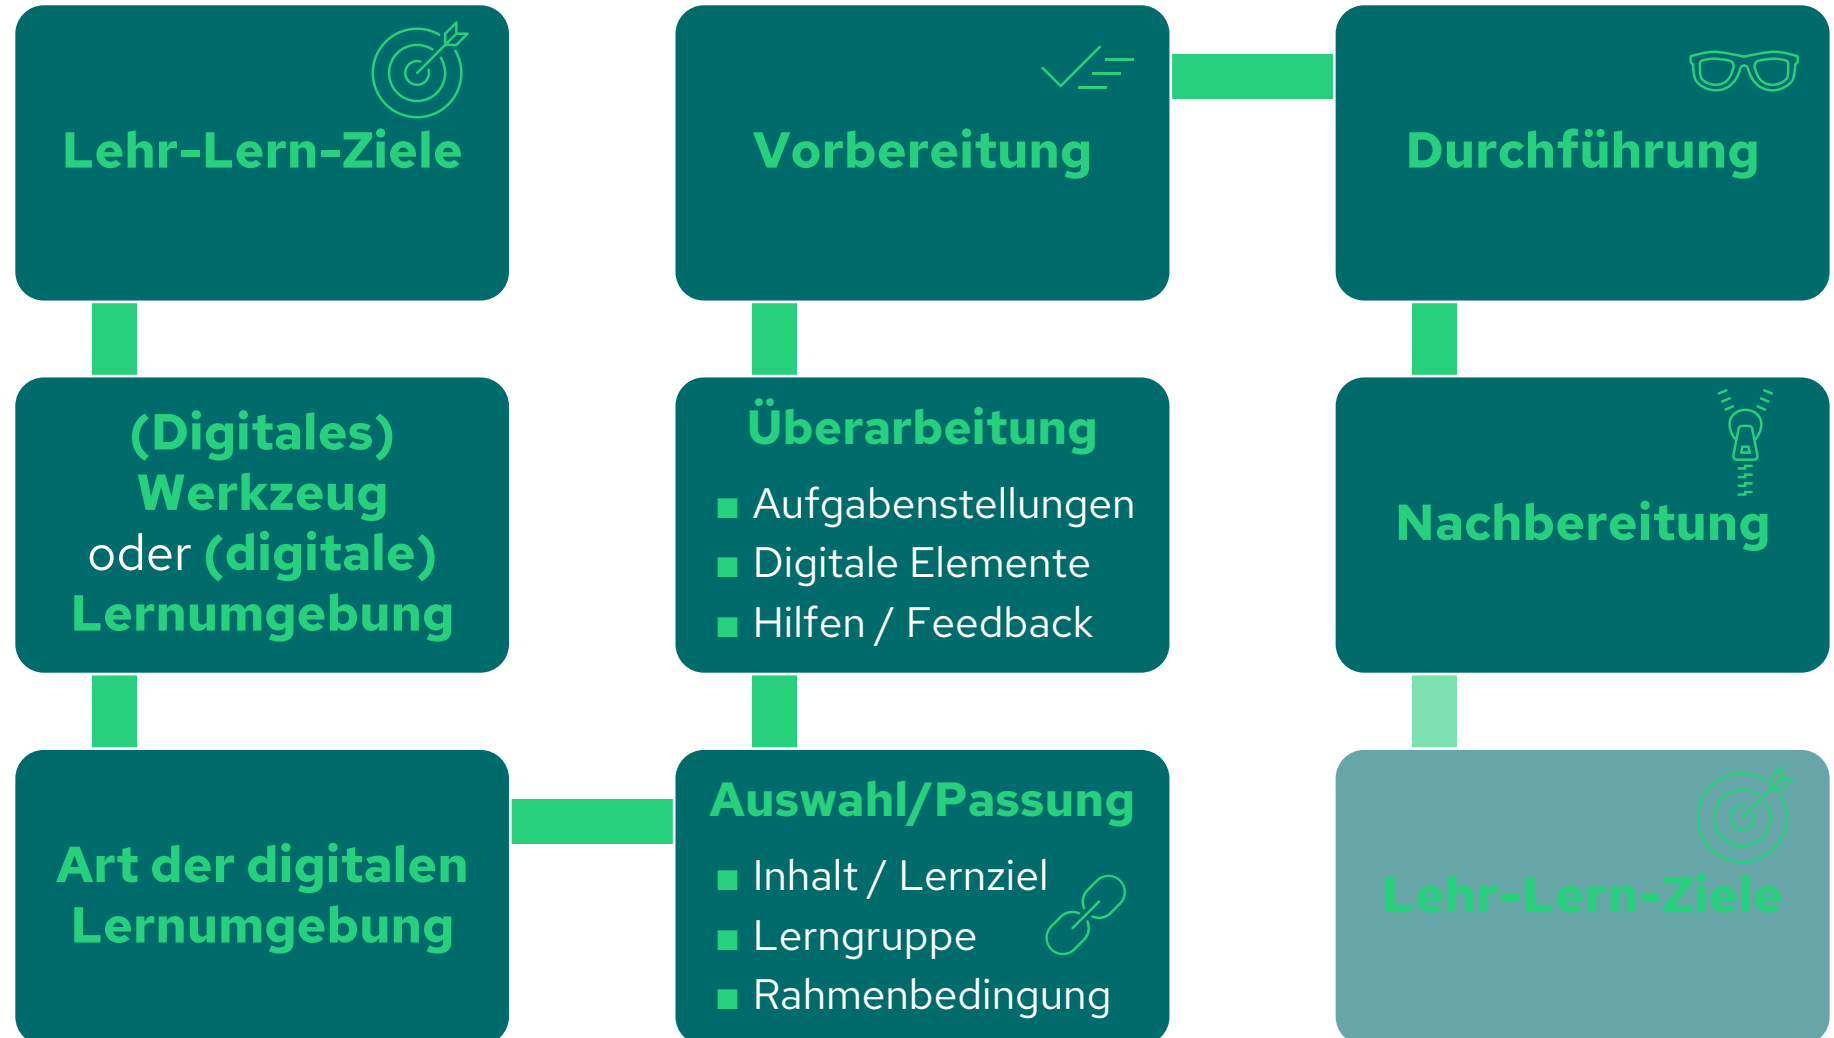 Lehr-Lern-Ziele
(Digitales)
Werkzeug
oder (digitale)
Lernumgebung
Art der digitalen
Lernumgebung
Auswahl/Passung
Inhalt / Lernziel
Lerngruppe
Rahmenbedingung
Überarbeitung
Aufgabenstellungen
Digitale Elemente
Hilfen / Feedback
Vorbereitung
Durchführung
Nachbereitung
Lehr-Lern-Ziele